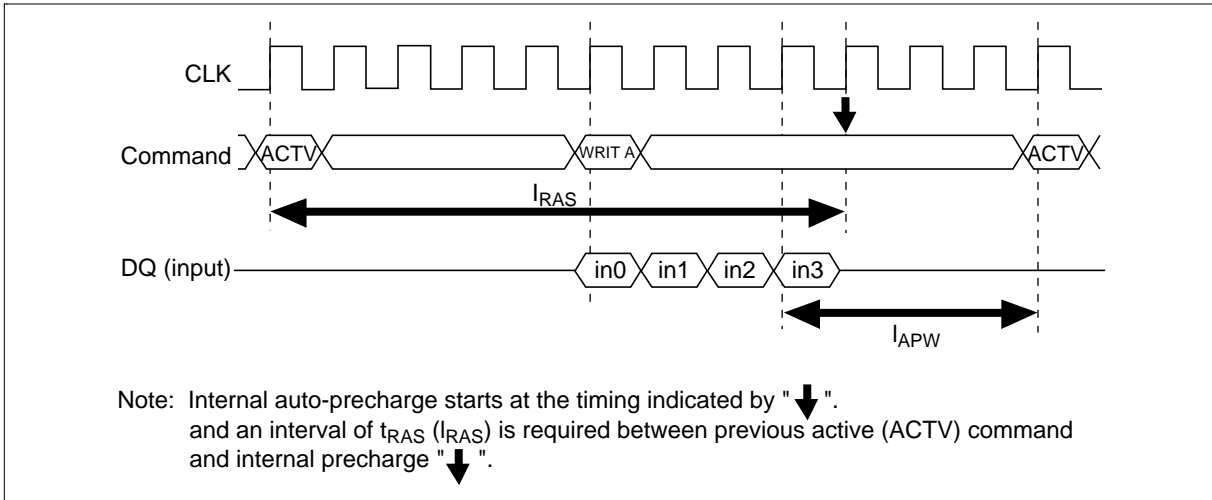 CLK
Command ACTV WRIT A ACTV
lRAS
DQ (input) in0 in1 in2 in3
lAPW
Note: Internal auto-precharge starts at the timing indicated by " ".
and an interval of tRAS (lRAS) is required between previous active (ACTV) command
and internal precharge " ".